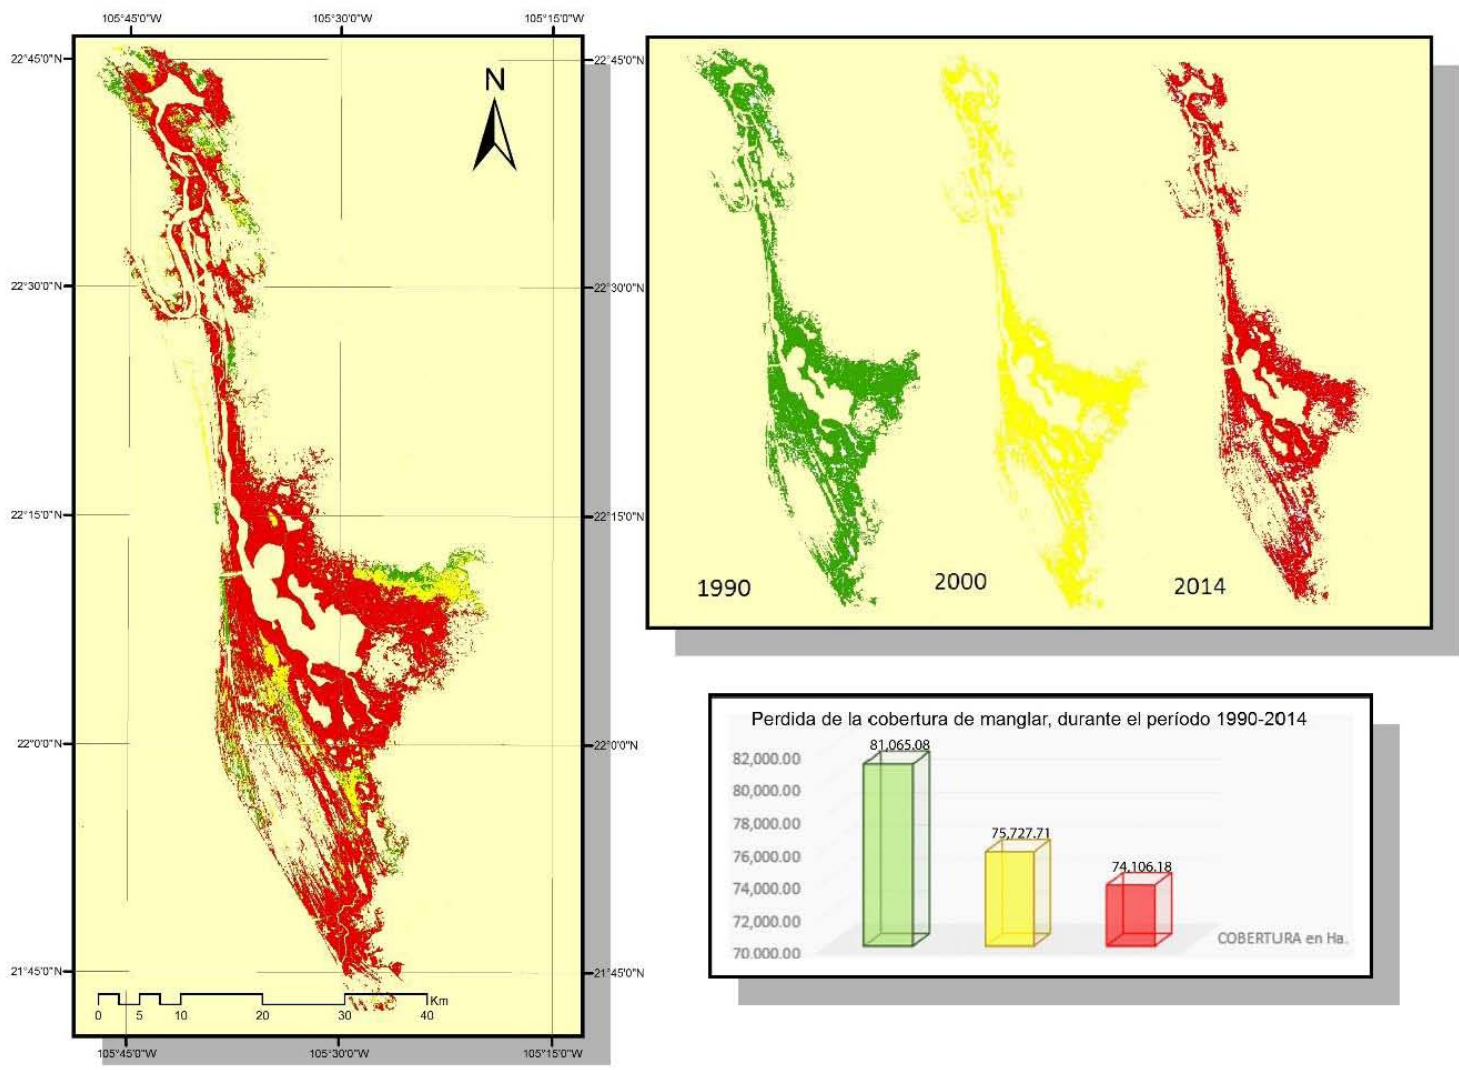 105°45'0"W
105°30'0"W
105°15'0"W
22°45'0"N
22°45'0"N
N
22°30'0"N
22°30'0"N
22°15'0"N
22°15'0"N
22°0'0"N
22°0'0"N
21°45'0"N
21°45'0"N
Km
0 5 10 20 30 40
105°45'0"W
105°30'0"W
105°15'0"W
1990
2000
2014
Perdida de la cobertura de manglar, durante el período 1990-2014
81,065.08
82,000.00
80,000.00
78,000.00
75,727.71
76,000.00
74,106.18
74,000.00
72,000.00
COBERTURA en Ha.
70.000.00